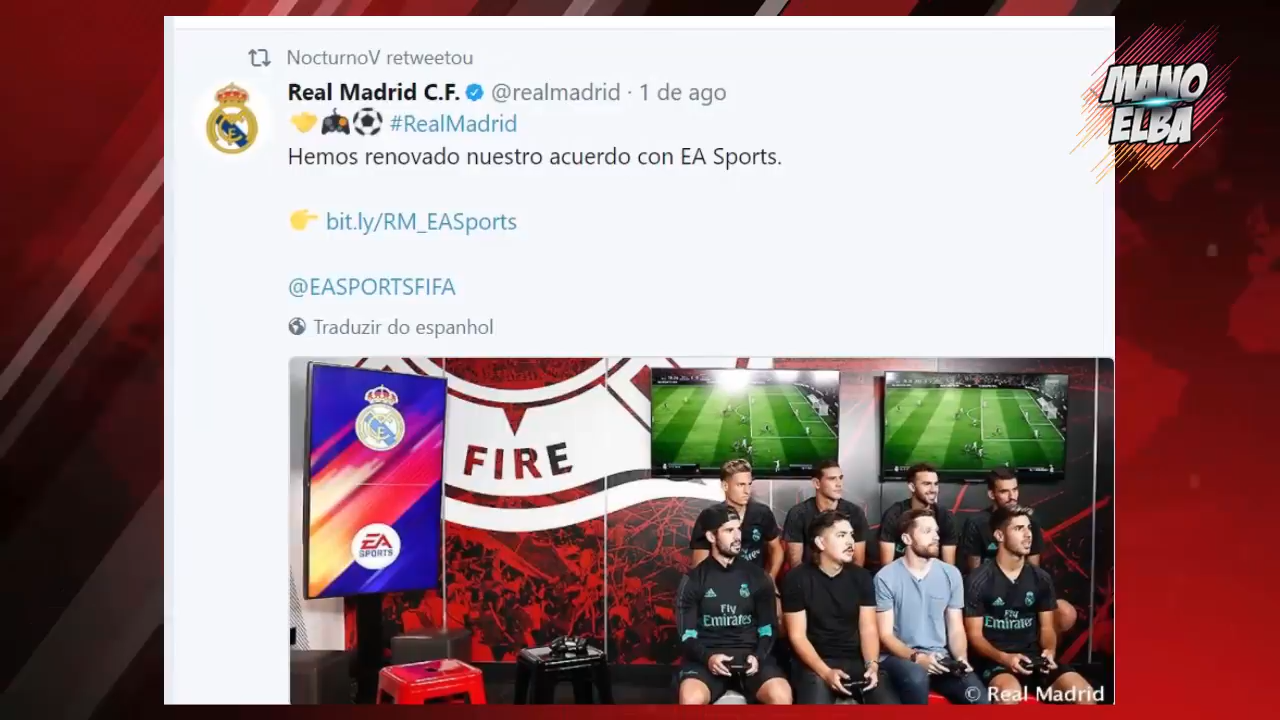 NocturnoV retweetou
Real Madrid C.F. @realmadrid · 1 de ago
#RealMadrid
Hemos renovado nuestro acuerdo con EA Sports.
bit.ly/RM_EASports
@EASPORTSFIFA
Traduzir do espanhol
MANO
ELBA
FIRE
EA
SPORTS
Fly
Emirates
Fly
Emirates
© Real Madrid